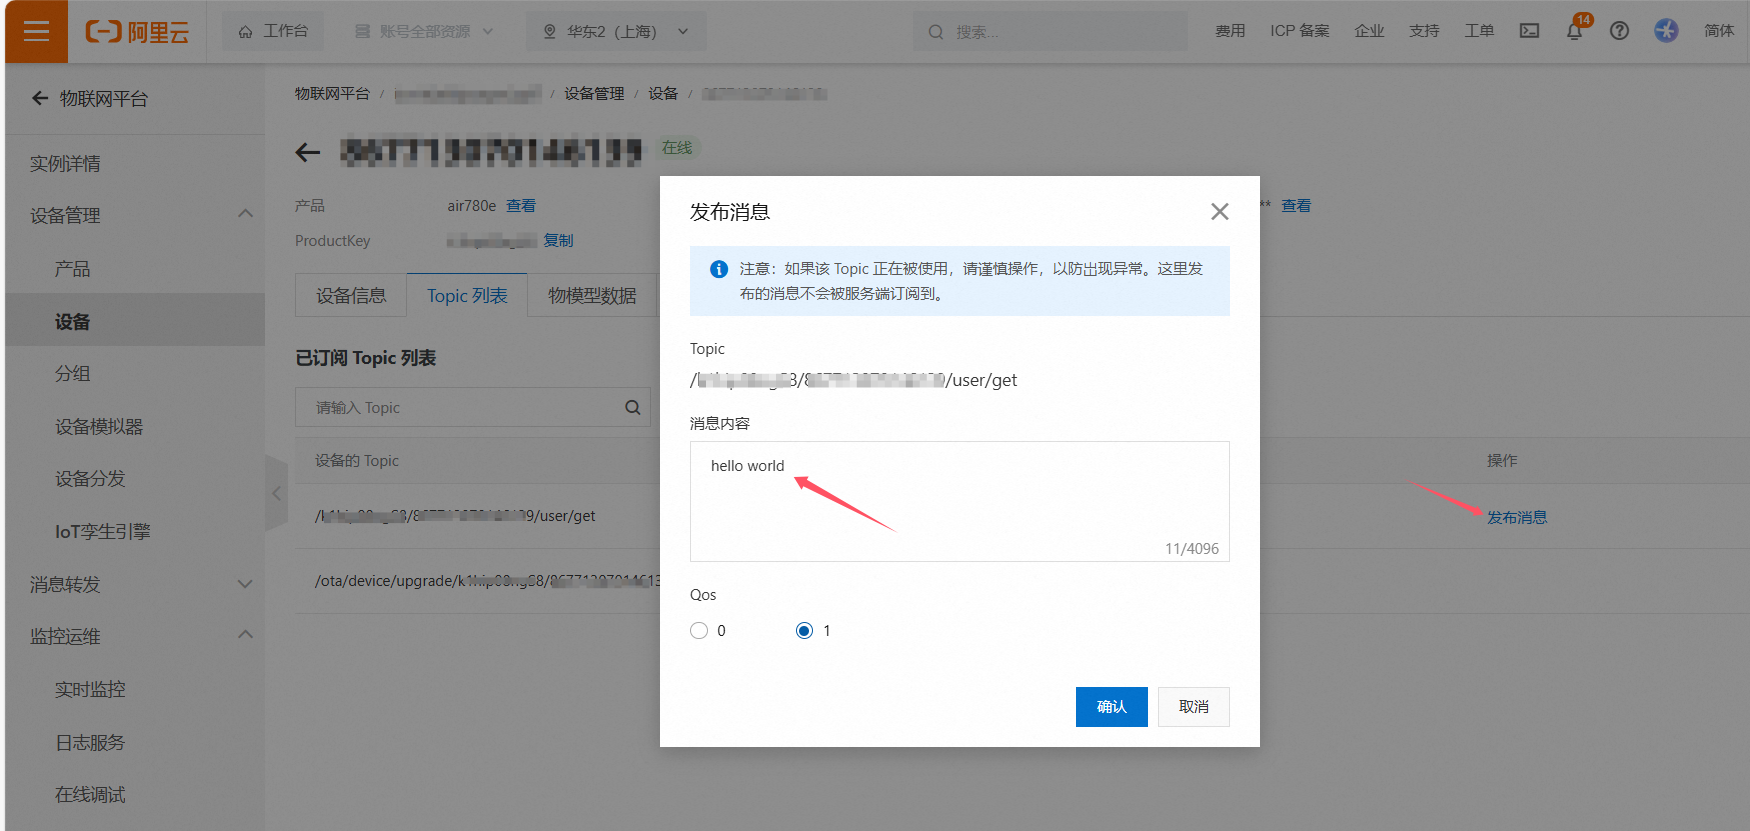 阿里云
工作台
账号全部资源
华东2（上海）
搜索...
费用
ICP 备案
企业
支持
工单
14
简体
物联网平台
实例详情
设备管理
产品
设备
分组
设备模拟器
设备分发
IoT孪生引擎
消息转发
监控运维
实时监控
日志服务
在线调试
物联网平台 / / 设备管理 / 设备 /
在线
产品 air780e 查看
** 查看
ProductKey 复制
设备信息
Topic 列表
物模型数据
已订阅 Topic 列表
请输入 Topic
设备的 Topic
操作
/user/get
发布消息
/ota/device/upgrade/
发布消息
注意：如果该 Topic 正在被使用，请谨慎操作，以防出现异常。这里发
布的消息不会被服务端订阅到。
Topic
/user/get
消息内容
hello world
11/4096
Qos
0
1
确认
取消